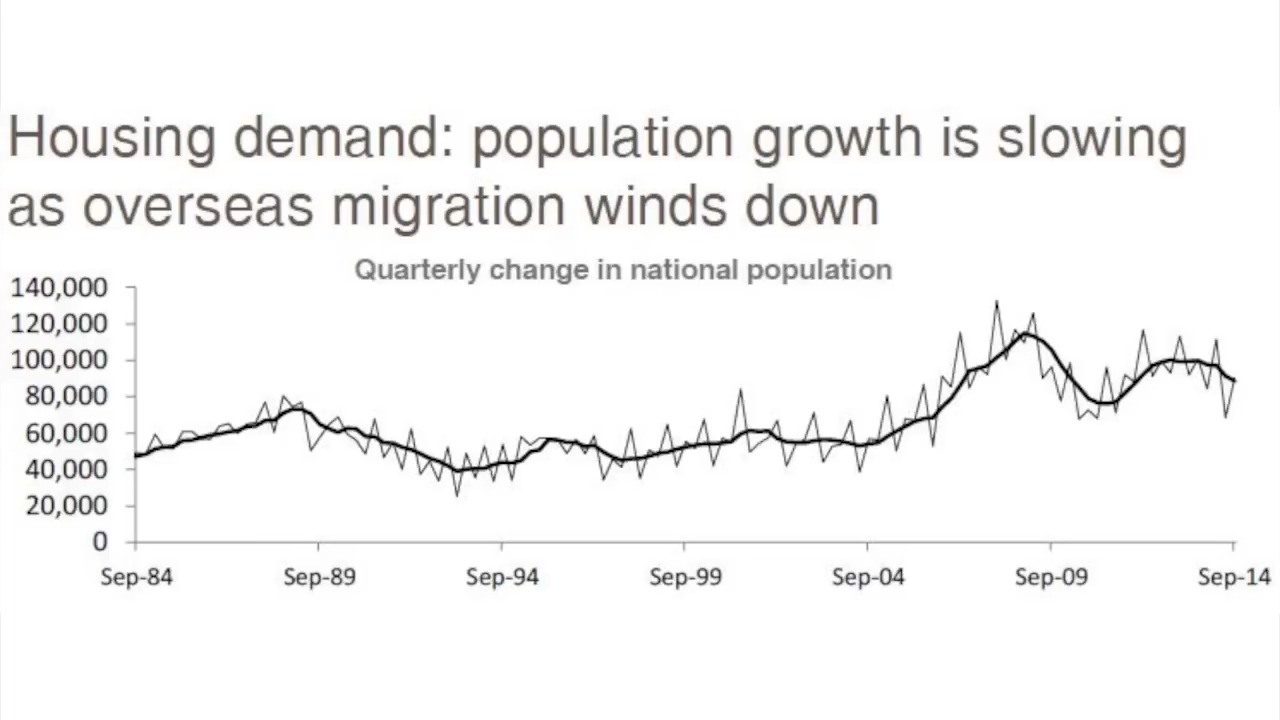 Housing demand: population growth is slowing
as overseas migration winds down
Quarterly change in national population
140,000
120,000
100,000
80,000
60,000
40,000
20,000
0
Sep-84 Sep-89 Sep-94 Sep-99 Sep-04 Sep-09 Sep-14